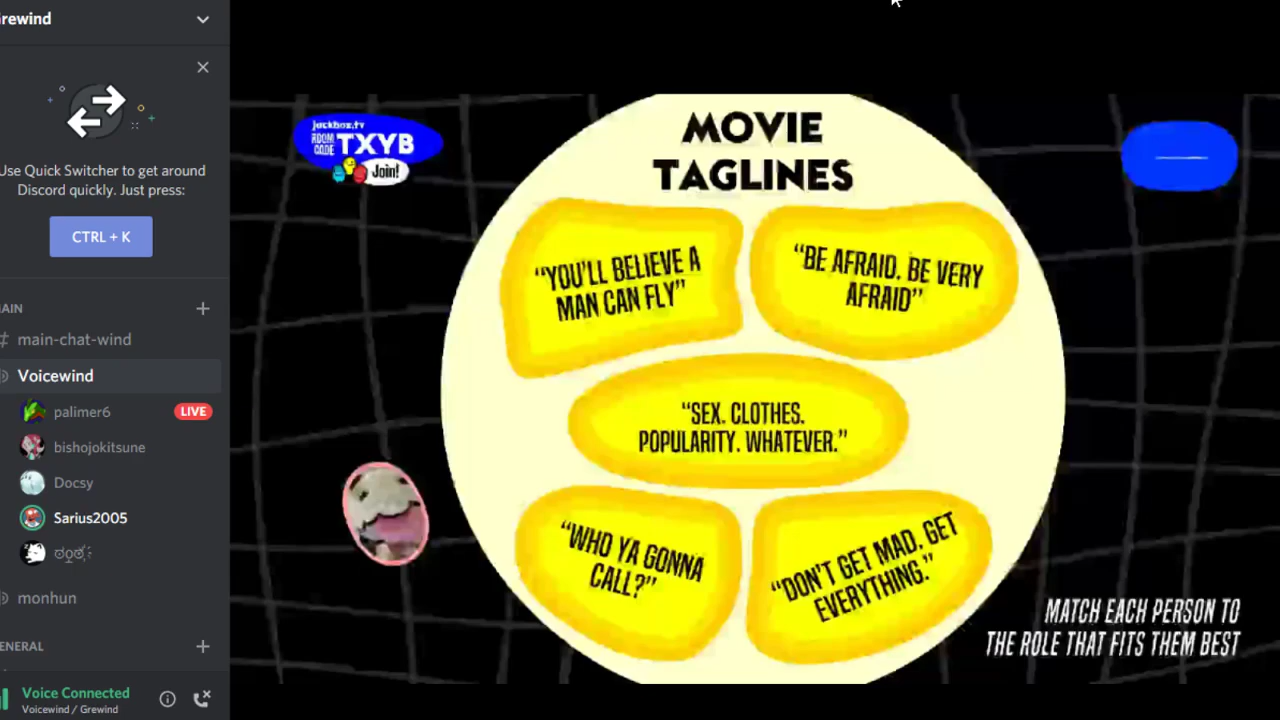 rewind
Use Quick Switcher to get around
Discord quickly. Just press:
CTRL + K
AIN
main-chat-wind
Voicewind
palimer6
LIVE
bishojokitsune
Docsy
Sarius2005
monhun
ENERAL
Voice Connected
Voicewind / Grewind
jackbox.tv
ROOM
CODE
TXYB
Join!
MOVIE
TAGLINES
“YOU'LL BELIEVE A
MAN CAN FLY”
“BE AFRAID. BE VERY
AFRAID”
“SEX. CLOTHES.
POPULARITY. WHATEVER.”
“WHO YA GONNA
CALL?”
“DON'T GET MAD. GET
EVERYTHING.”
MATCH EACH PERSON TO
THE ROLE THAT FITS THEM BEST